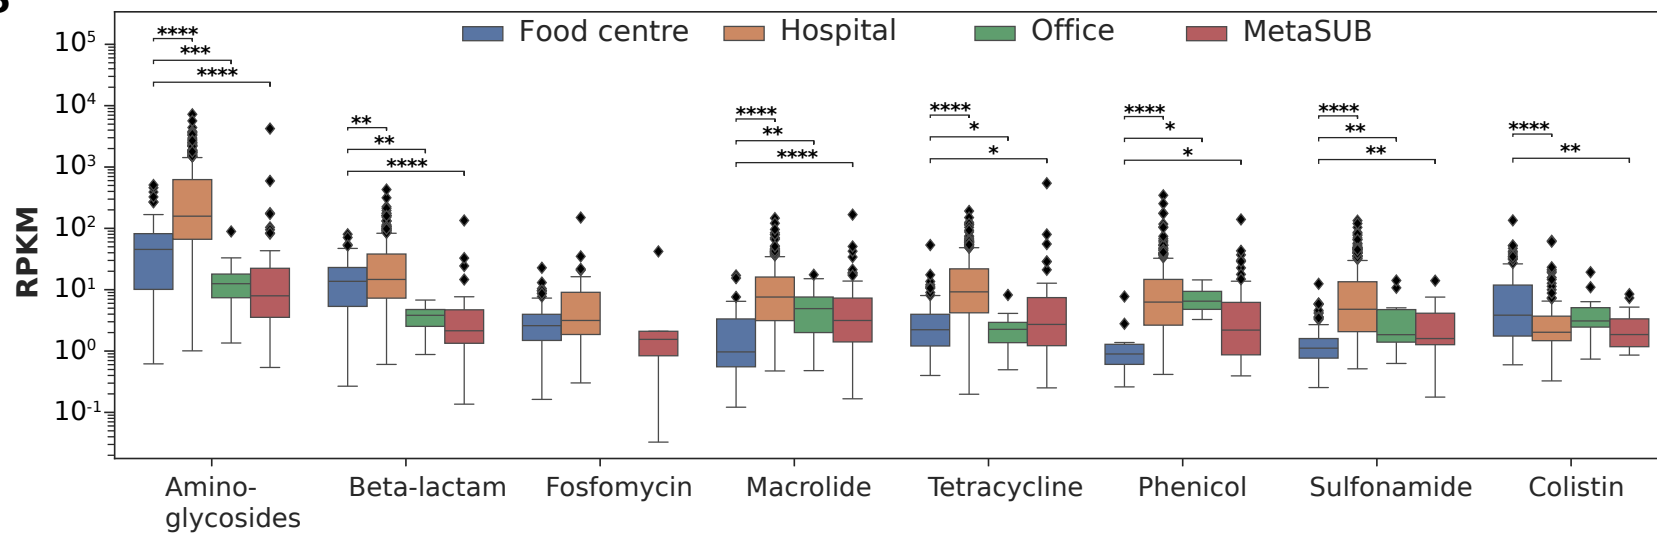 Food centre Hospital Office MetaSUB
RPKM
10^5
10^4
10^3
10^2
10^1
10^0
10^-1
**** *** ****
** ** ****
**** ** ****
**** * *
**** * *
**** ** **
**** **
Amino-
glycosides
Beta-lactam
Fosfomycin
Macrolide
Tetracycline
Phenicol
Sulfonamide
Colistin